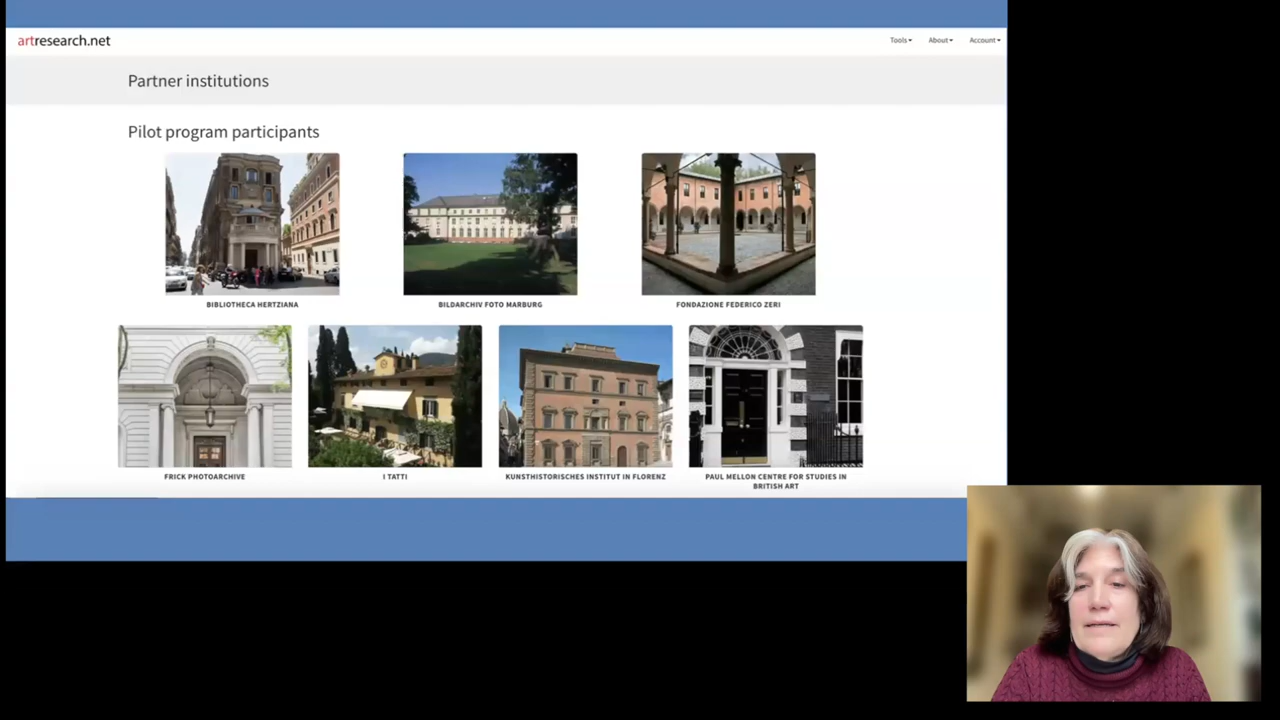 artresearch.net
Tools
About
Account
Partner institutions
Pilot program participants
BIBLIOTHECA HERTZIANA
BILDARCHIV FOTO MARBURG
FONDAZIONE FEDERICO ZERI
FRICK PHOTOARCHIVE
I TATTI
KUNSTHISTORISCHES INSTITUT IN FLORENZ
PAUL MELLON CENTRE FOR STUDIES IN
BRITISH ART